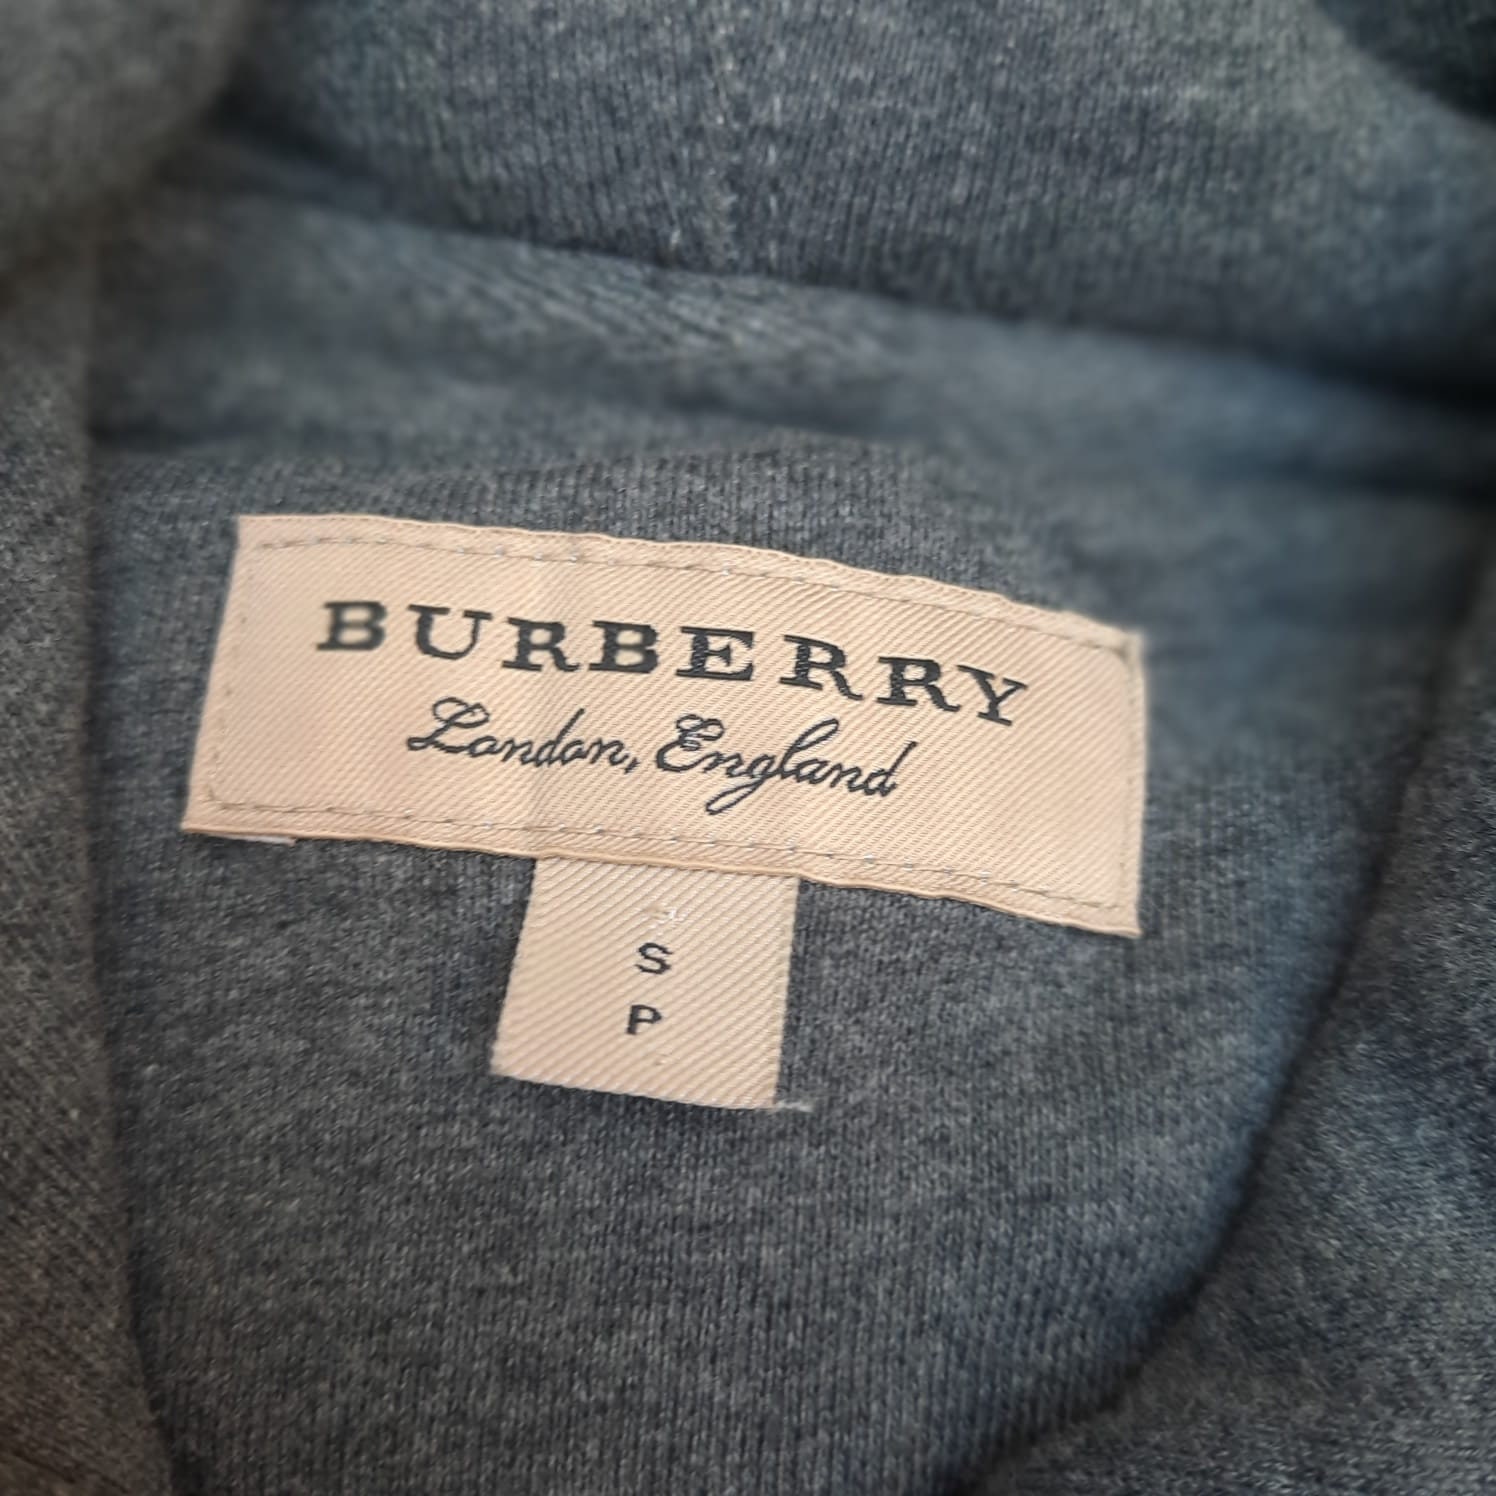 BURBERRY
London, England
S
P